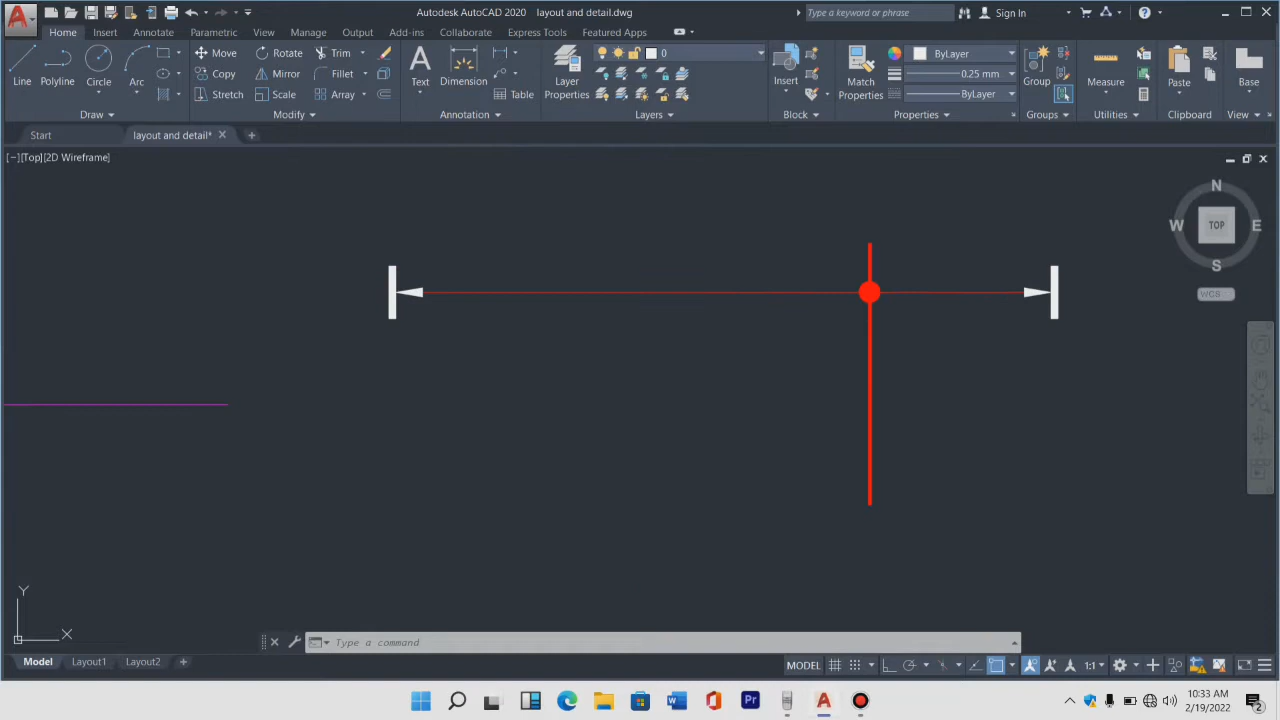 Autodesk AutoCAD 2020 layout and detail.dwg
Type a keyword or phrase
Sign In
Home Insert Annotate Parametric View Manage Output Add-ins Collaborate Express Tools Featured Apps
Line Polyline Circle Arc
Move Rotate Trim
Copy Mirror Fillet
Stretch Scale Array
Text Dimension
Table
Layer
Properties
0
Insert
Match
Properties
ByLayer
0.25 mm
ByLayer
Group
Measure
Paste
Base
Draw Modify Annotation Layers Block Properties Groups Utilities Clipboard View
Start layout and detail*
[−][Top][2D Wireframe]
N
W TOP E
S
WCS
Y
X
Type a command
Model Layout1 Layout2
MODEL
1:1
W
Pr
A
10:33 AM
2/19/2022
2